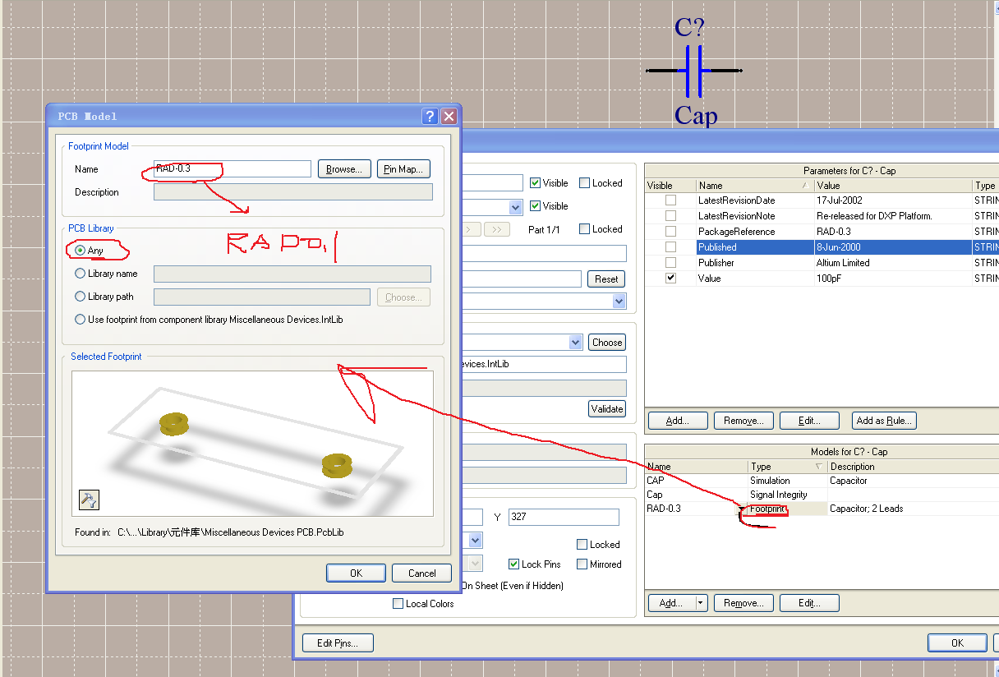 C?
Cap
PCB Model
Footprint Model
Name RAD-0.3 Browse... Pin Map...
Description
PCB Library
Any
RAD0.1
Library name
Library path Choose...
Use footprint from component library Miscellaneous Devices.IntLib
Selected Footprint
Found in: C:\...\Library\元件库\Miscellaneous Devices PCB.PcbLib
OK Cancel
Visible Locked
Visible
> >> Part 1/1 Locked
Reset
Choose
evices.IntLib
Validate
Y 327
Locked
Lock Pins Mirrored
On Sheet (Even if Hidden)
Local Colors
Edit Pins...
Parameters for C? - Cap
Visible Name Value Type
LatestRevisionDate 17-Jul-2002 STRIN
LatestRevisionNote Re-released for DXP Platform. STRIN
PackageReference RAD-0.3 STRIN
Published 8-Jun-2000 STRIN
Publisher Altium Limited STRIN
Value 100pF STRIN
Add... Remove... Edit... Add as Rule...
Models for C? - Cap
Name Type Description
CAP Simulation Capacitor
Cap Signal Integrity
RAD-0.3 Footprint Capacitor; 2 Leads
Add... Remove... Edit...
OK